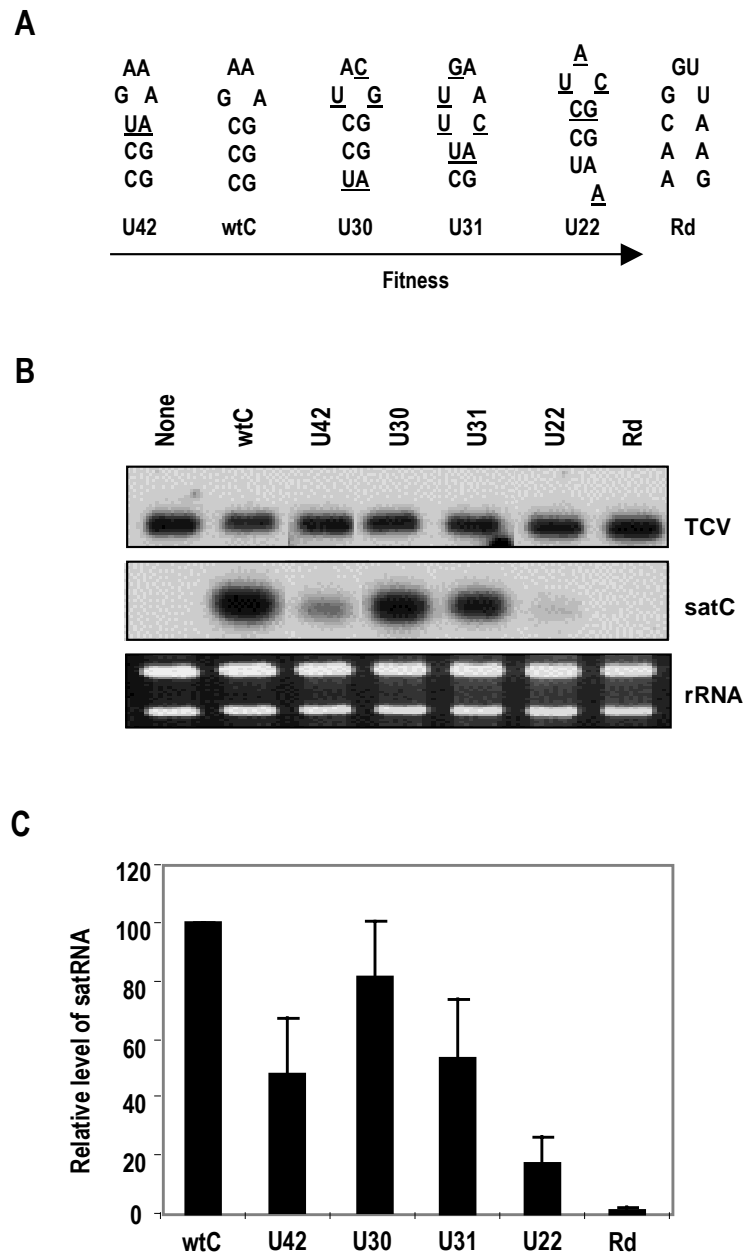 A
AA AA AC GA A GU
G A G A U G U A U C G U
UA CG CG U C CG C A
CG CG CG UA CG A A
CG CG UA CG UA A G
A
U42 wtC U30 U31 U22 Rd
Fitness
B
None wtC U42 U30 U31 U22 Rd
TCV
satC
rRNA
C
Relative level of satRNA
120
100
80
60
40
20
0
wtC U42 U30 U31 U22 Rd